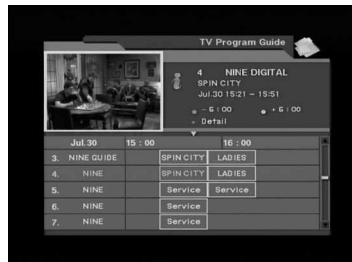 TV Program Guide
4 NINE DIGITAL
SPIN CITY
Jul.30 15:21 – 15:51
– 6:00 + 6:00
Detail
Jul.30 15:00 16:00
3. NINE GUIDE SPIN CITY LADIES
4. NINE SPIN CITY LADIES
5. NINE Service Service
6. NINE Service
7. NINE Service